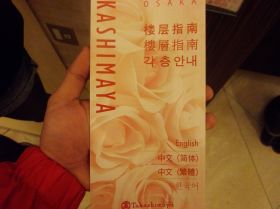 OSAKA
KASHIMAYA
楼层指南
樓層指南
각 층 안내
English
中文（简体）
中文（繁體）
한국어
Takashimaya